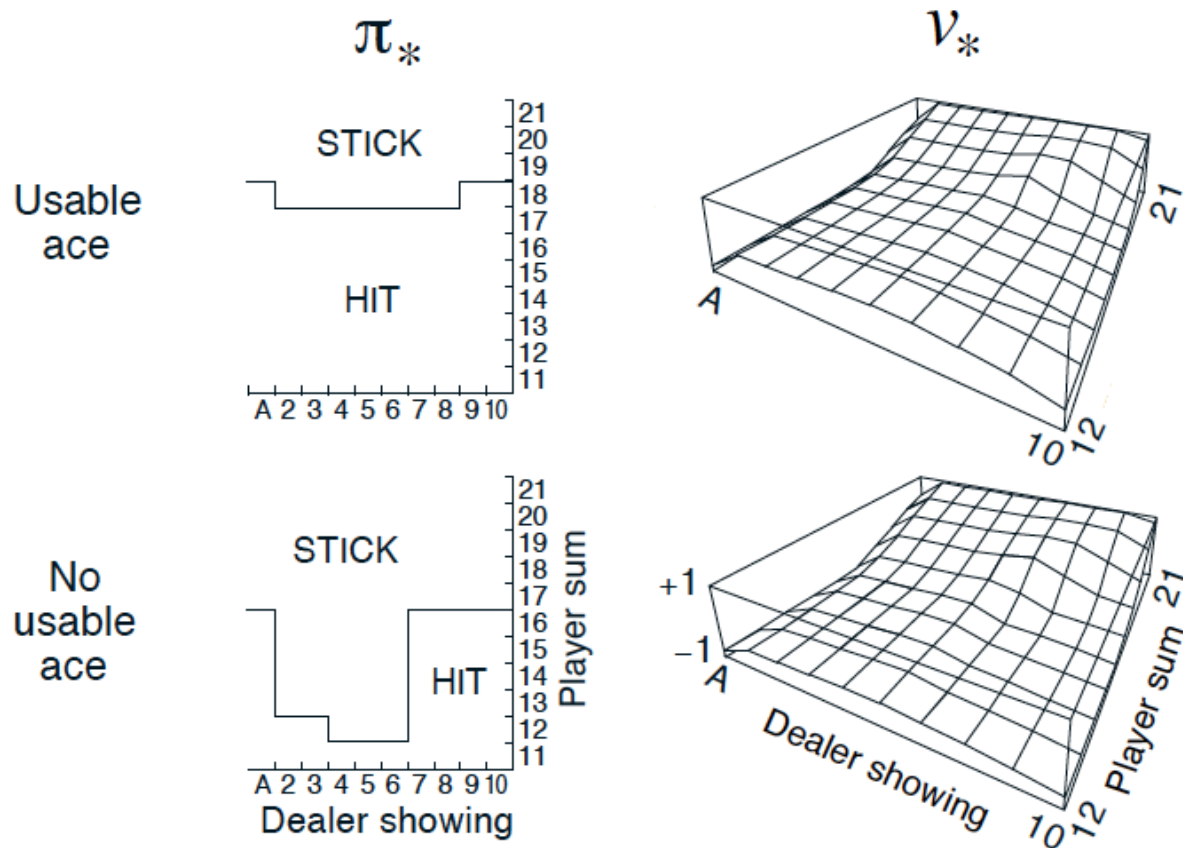 π* v*
Usable
ace
STICK
HIT
21
20
19
18
17
16
15
14
13
12
11
A 2 3 4 5 6 7 8 9 10
A
10
12
21
No
usable
ace
STICK
HIT
21
20
19
18
17
16
15
14
13
12
11
Player sum
A 2 3 4 5 6 7 8 9 10
Dealer showing
+1
−1
A
Dealer showing
10
12
Player sum
21